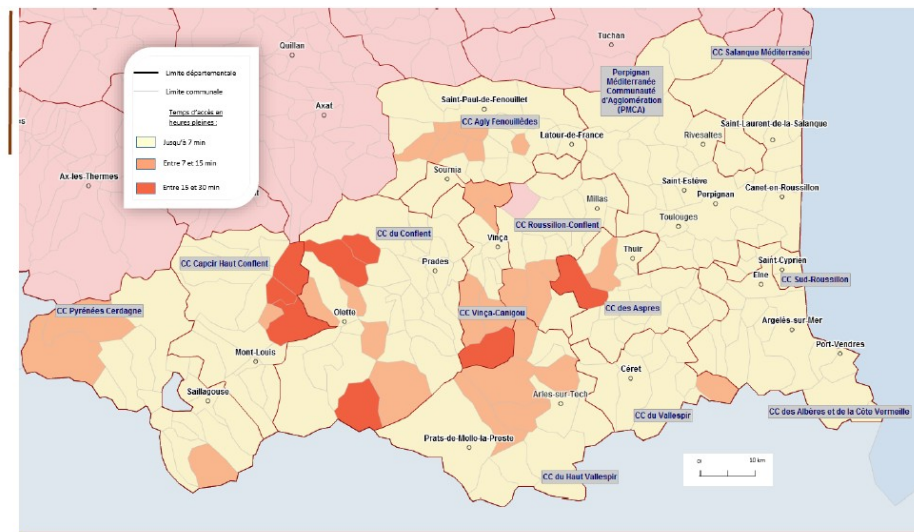 Quillan
Tuchan
CC Salanque Méditerranée
Limite départementale
Limite communale
Temps d'accès en
heures pleines :
Jusqu'à 7 min
Entre 7 et 15 min
Entre 15 et 30 min
Perpignan
Méditerranée
Communauté
d'Agglomération
(PMCA)
Axat
Saint-Paul-de-Fenouillet
CC Agly Fenouillèdes
Latour-de-France
Rivesaltes
Saint-Laurent-de-la-Salanque
Ax-les-Thermes
Sournia
Saint-Estève
Perpignan
Canet-en-Roussillon
Millas
Toulouges
CC Roussillon-Conflent
CC du Conflent
Vinça
Thuir
CC Capcir Haut Conflent
Prades
Saint-Cyprien
Elne
CC Sud-Roussillon
CC Pyrénées Cerdagne
Olette
CC Vinça-Canigou
CC des Aspres
Argelès-sur-Mer
Mont-Louis
Port-Vendres
Céret
Saillagouse
Arles-sur-Tech
CC du Vallespir
CC des Albères et de la Côte Vermeille
Prats-de-Mollo-la-Preste
CC du Haut Vallespir
10 km